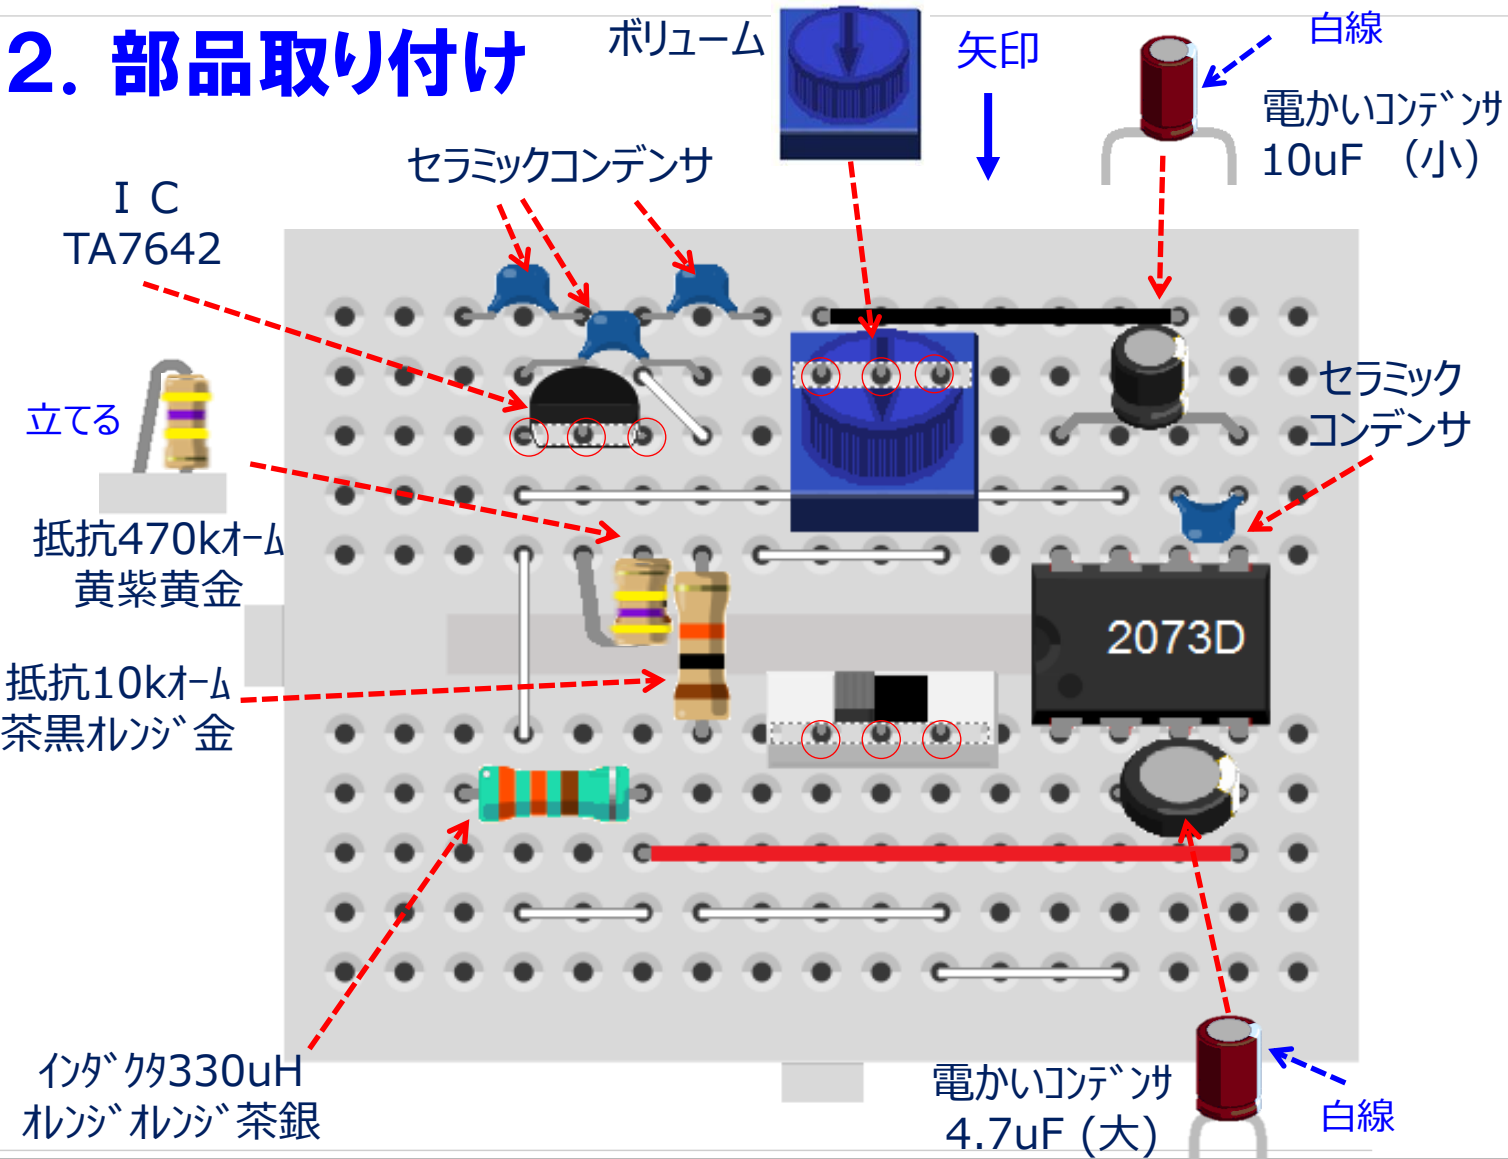 2. 部品取り付け
ボリューム
矢印
白線
電かいコンデンサ
10uF （小）
セラミックコンデンサ
ＩＣ
TA7642
立てる
セラミック
コンデンサ
抵抗470kオーム
黄紫黄金
2073D
抵抗10kオーム
茶黒オレンジ金
インダクタ330uH
オレンジオレンジ茶銀
電かいコンデンサ
4.7uF (大)
白線